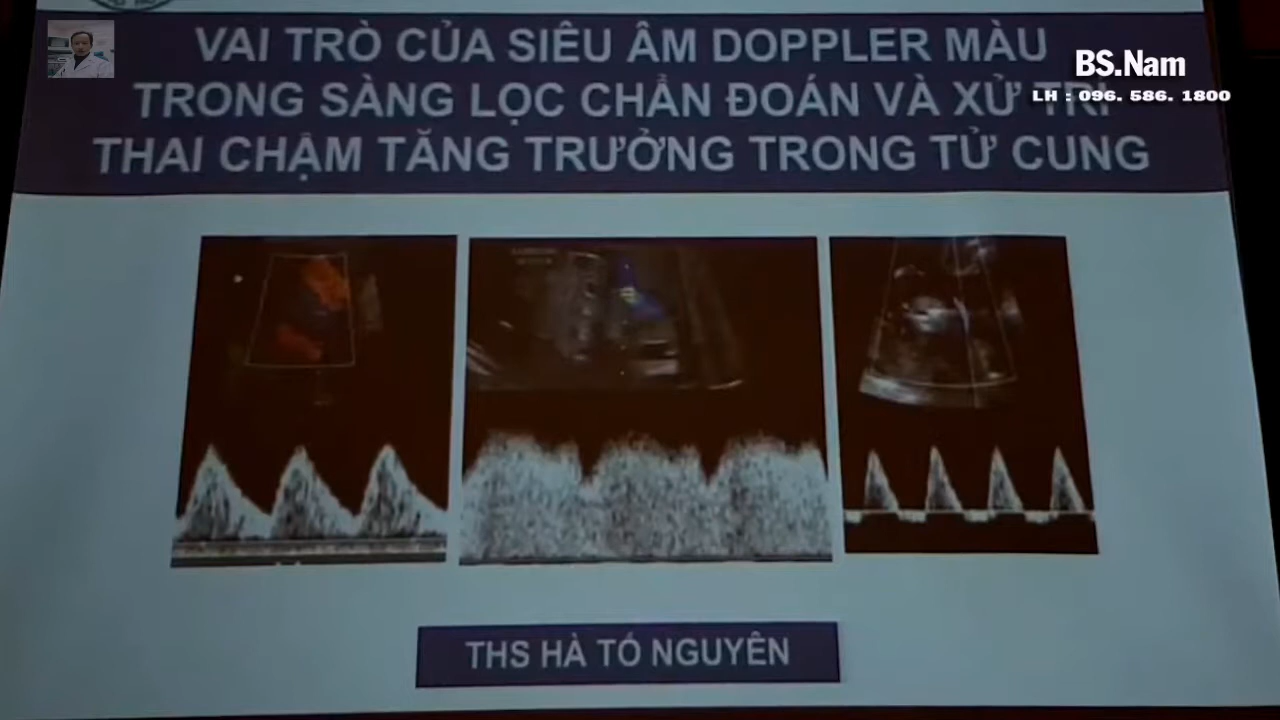 VAI TRÒ CỦA SIÊU ÂM DOPPLER MÀU
BS.Nam
TRONG SÀNG LỌC CHẨN ĐOÁN VÀ XỬ TRÍ
LH : 096. 586. 1800
THAI CHẬM TĂNG TRƯỞNG TRONG TỬ CUNG
THS HÀ TỐ NGUYÊN